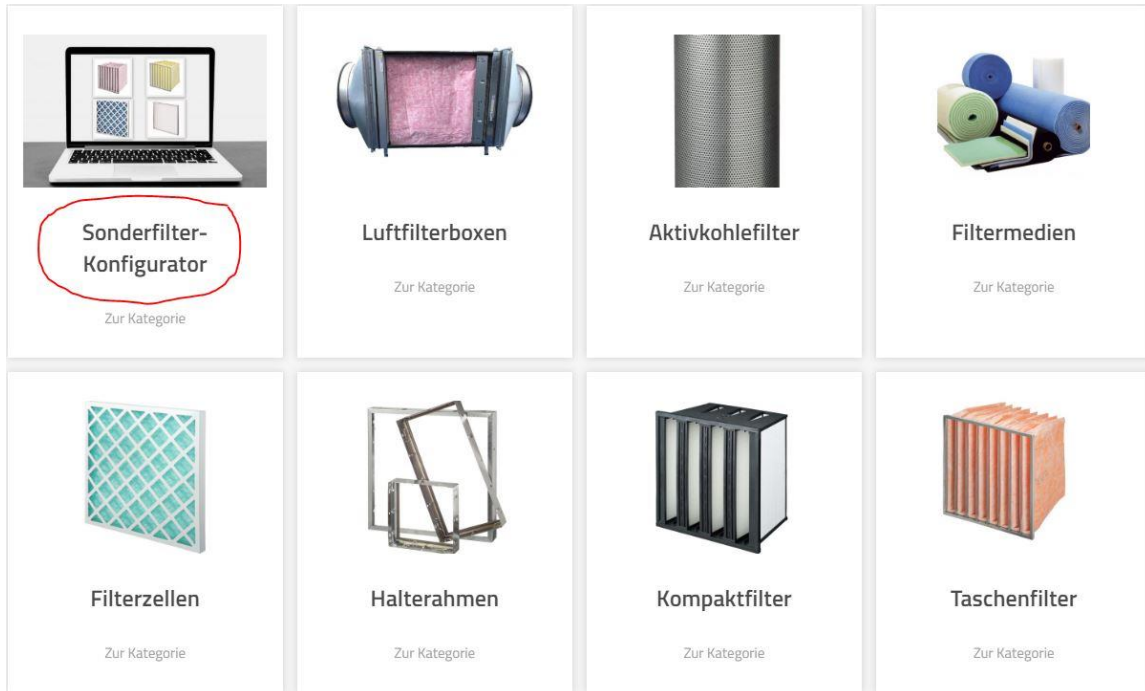 Sonderfilter-
Konfigurator
Zur Kategorie
Luftfilterboxen
Zur Kategorie
Aktivkohlefilter
Zur Kategorie
Filtermedien
Zur Kategorie
Filterzellen
Zur Kategorie
Halterahmen
Zur Kategorie
Kompaktfilter
Zur Kategorie
Taschenfilter
Zur Kategorie